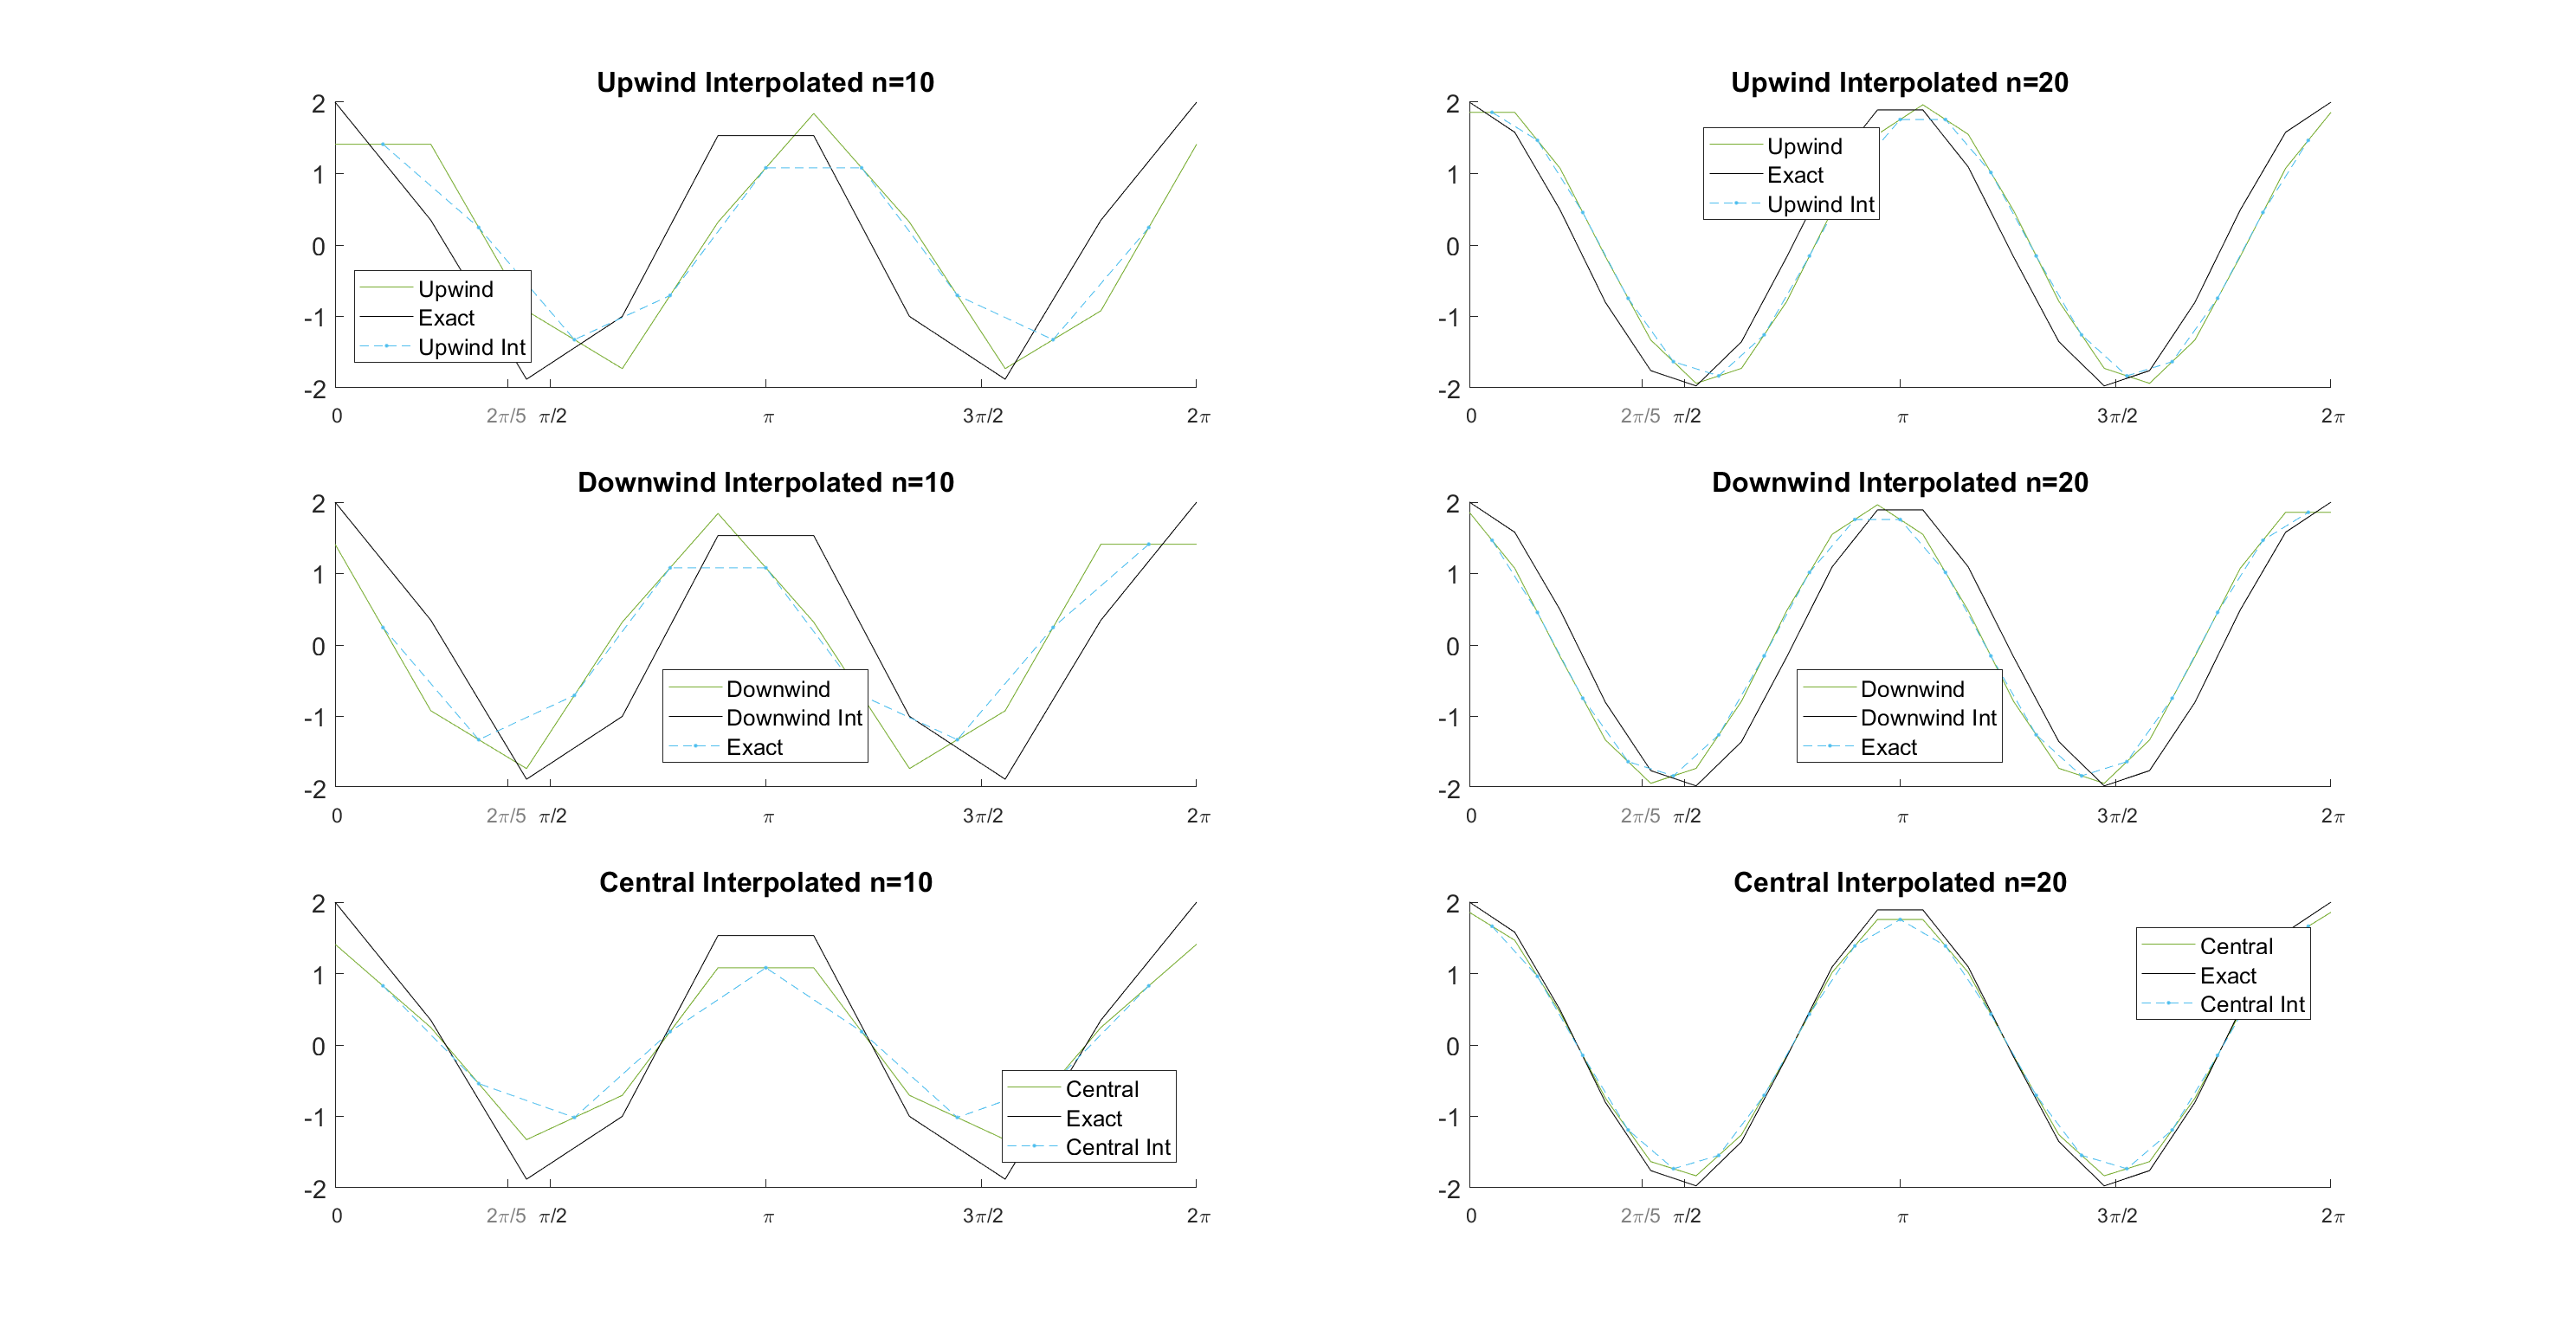 Upwind Interpolated n=10
2
1
0
-1
-2
Upwind
Exact
Upwind Int
0 2π/5 π/2 π 3π/2 2π
Upwind Interpolated n=20
2
1
0
-1
-2
Upwind
Exact
Upwind Int
0 2π/5 π/2 π 3π/2 2π
Downwind Interpolated n=10
2
1
0
-1
-2
Downwind
Downwind Int
Exact
0 2π/5 π/2 π 3π/2 2π
Downwind Interpolated n=20
2
1
0
-1
-2
Downwind
Downwind Int
Exact
0 2π/5 π/2 π 3π/2 2π
Central Interpolated n=10
2
1
0
-1
-2
Central
Exact
Central Int
0 2π/5 π/2 π 3π/2 2π
Central Interpolated n=20
2
1
0
-1
-2
Central
Exact
Central Int
0 2π/5 π/2 π 3π/2 2π